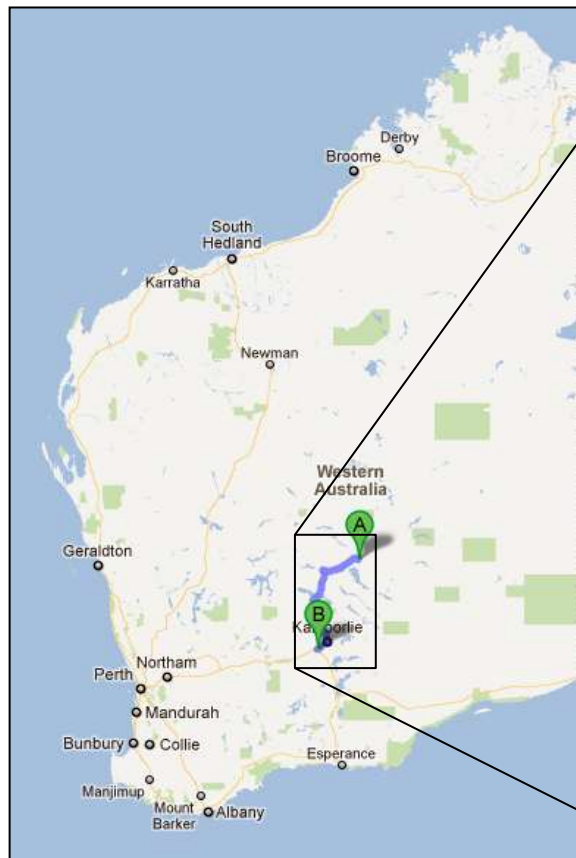 Derby
Broome
South
Hedland
Karratha
Newman
Western
Australia
A
Geraldton
B
Northam
Perth
Mandurah
Bunbury
Collie
Esperance
Manjimup
Mount
Barker
Albany